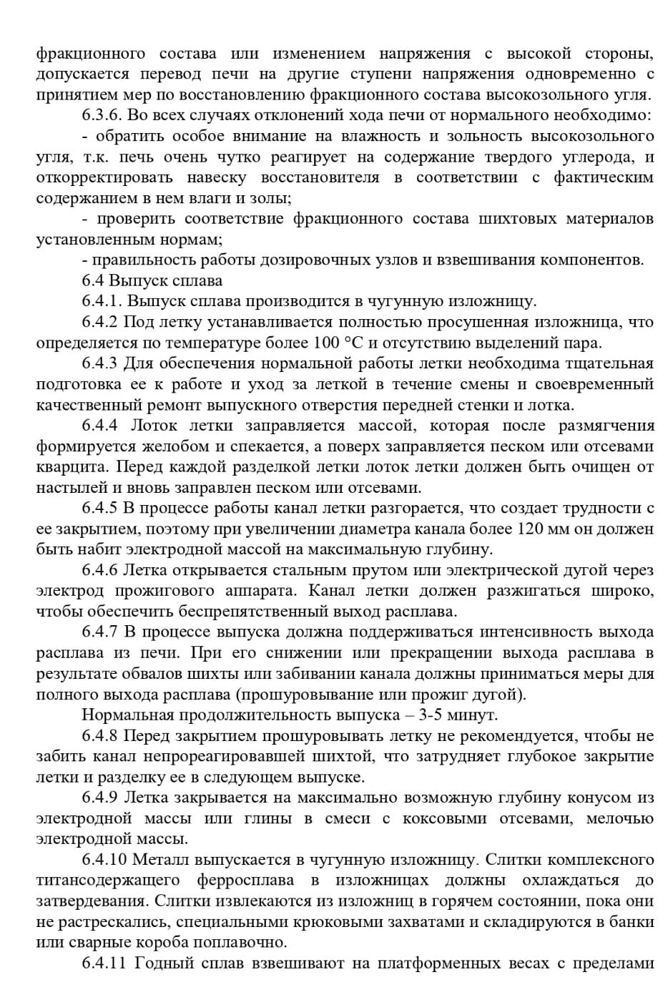 фракционного состава или изменением напряжения с высокой стороны,
допускается перевод печи на другие ступени напряжения одновременно с
принятием мер по восстановлению фракционного состава высокозольного угля.
6.3.6. Во всех случаях отклонений хода печи от нормального необходимо:
- обратить особое внимание на влажность и зольность высокозольного
угля, т.к. печь очень чутко реагирует на содержание твердого углерода, и
откорректировать навеску восстановителя в соответствии с фактическим
содержанием в нем влаги и золы;
- проверить соответствие фракционного состава шихтовых материалов
установленным нормам;
- правильность работы дозировочных узлов и взвешивания компонентов.
6.4 Выпуск сплава
6.4.1. Выпуск сплава производится в чугунную изложницу.
6.4.2 Под летку устанавливается полностью просушенная изложница, что
определяется по температуре более 100 °С и отсутствию выделений пара.
6.4.3 Для обеспечения нормальной работы летки необходима тщательная
подготовка ее к работе и уход за леткой в течение смены и своевременный
качественный ремонт выпускного отверстия передней стенки и лотка.
6.4.4 Лоток летки заправляется массой, которая после размягчения
формируется желобом и спекается, а поверх заправляется песком или отсевами
кварцита. Перед каждой разделкой летки лоток летки должен быть очищен от
настылей и вновь заправлен песком или отсевами.
6.4.5 В процессе работы канал летки разгорается, что создает трудности с
ее закрытием, поэтому при увеличении диаметра канала более 120 мм он должен
быть набит электродной массой на максимальную глубину.
6.4.6 Летка открывается стальным прутом или электрической дугой через
электрод прожигового аппарата. Канал летки должен разжигаться широко,
чтобы обеспечить беспрепятственный выход расплава.
6.4.7 В процессе выпуска должна поддерживаться интенсивность выхода
расплава из печи. При его снижении или прекращении выхода расплава в
результате обвалов шихты или забивании канала должны приниматься меры для
полного выхода расплава (прошуровывание или прожиг дугой).
Нормальная продолжительность выпуска – 3-5 минут.
6.4.8 Перед закрытием прошуровывать летку не рекомендуется, чтобы не
забить канал непрореагировавшей шихтой, что затрудняет глубокое закрытие
летки и разделку ее в следующем выпуске.
6.4.9 Летка закрывается на максимально возможную глубину конусом из
электродной массы или глины в смеси с коксовыми отсевами, мелочью
электродной массы.
6.4.10 Металл выпускается в чугунную изложницу. Слитки комплексного
титансодержащего ферросплава в изложницах должны охлаждаться до
затвердевания. Слитки извлекаются из изложниц в горячем состоянии, пока они
не растрескались, специальными крюковыми захватами и складируются в банки
или сварные короба поплавочно.
6.4.11 Годный сплав взвешивают на платформенных весах с пределами